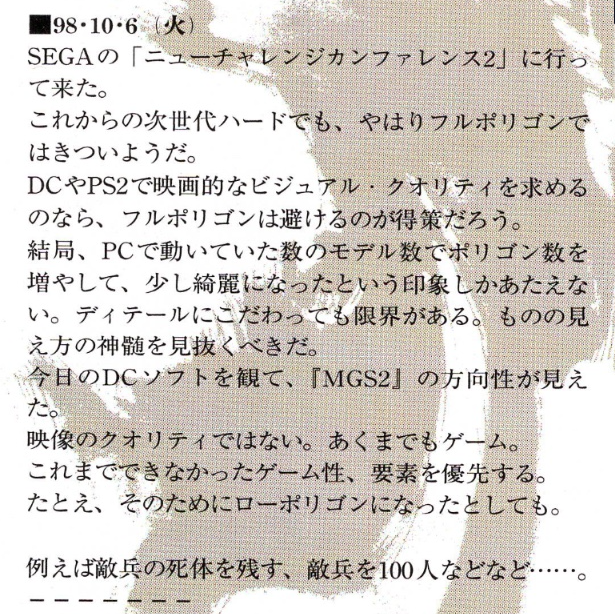 ■98・10・6（火）
SEGAの「ニューチャレンジカンファレンス2」に行っ
て来た。
これからの次世代ハードでも、やはりフルポリゴンで
はきついようだ。
DCやPS2で映画的なビジュアル・クオリティを求める
のなら、フルポリゴンは避けるのが得策だろう。
結局、PCで動いていた数のモデル数でポリゴン数を
増やして、少し綺麗になったという印象しかあたえな
い。ディテールにこだわっても限界がある。ものの見
え方の神髄を見抜くべきだ。
今日のDCソフトを観て、『MGS2』の方向性が見え
た。
映像のクオリティではない。あくまでもゲーム。
これまでできなかったゲーム性、要素を優先する。
たとえ、そのためにローポリゴンになったとしても。
例えば敵兵の死体を残す、敵兵を100人などなど……。
－－－－－－－